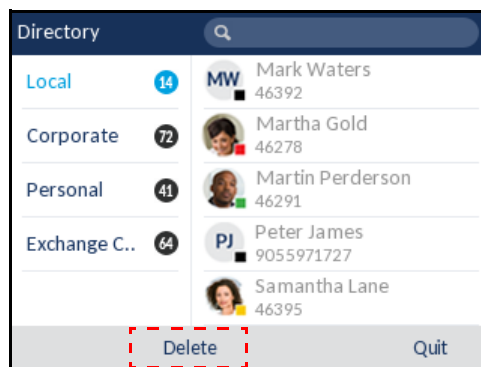 Directory
Local 14
Corporate 72
Personal 41
Exchange C.. 64
MW Mark Waters
46392
Martha Gold
46278
Martin Perderson
46291
PJ Peter James
9055971727
Samantha Lane
46395
Delete Quit